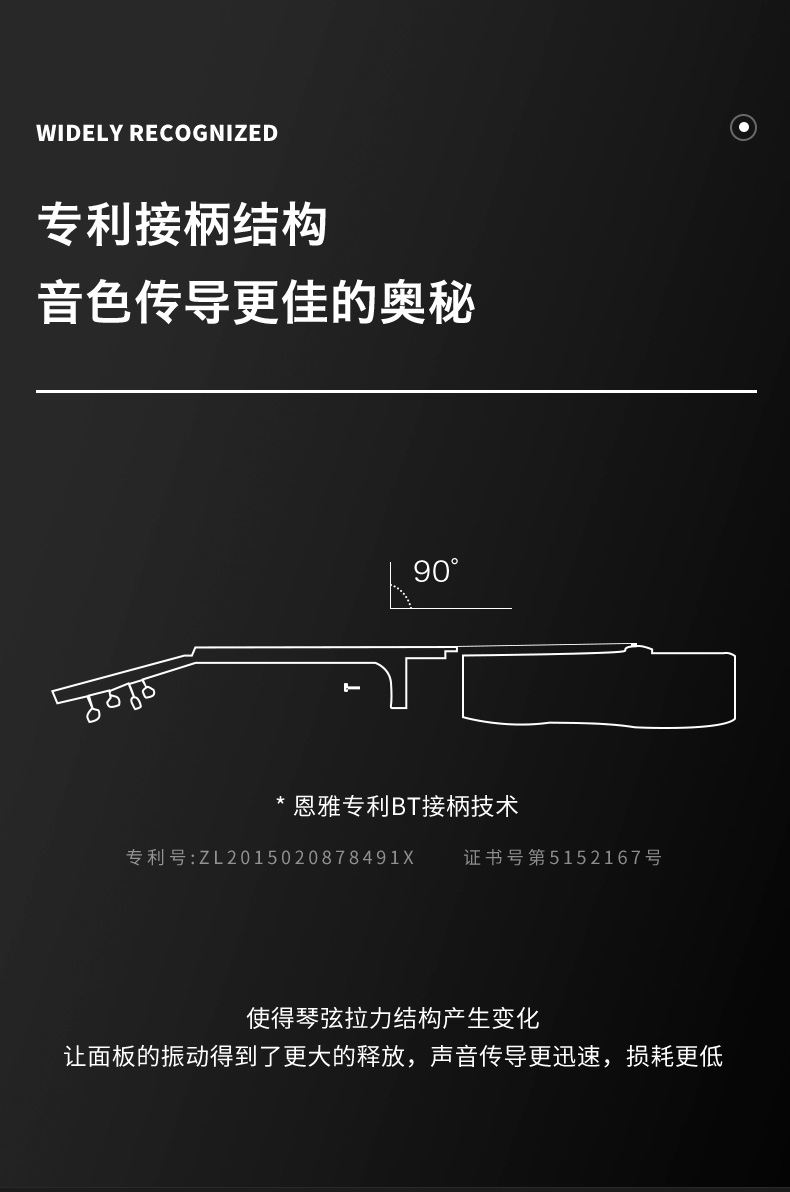 WIDELY RECOGNIZED
专利接柄结构
音色传导更佳的奥秘
90°
* 恩雅专利BT接柄技术
专利号:ZL2015020878491X 证书号第5152167号
使得琴弦拉力结构产生变化
让面板的振动得到了更大的释放，声音传导更迅速，损耗更低